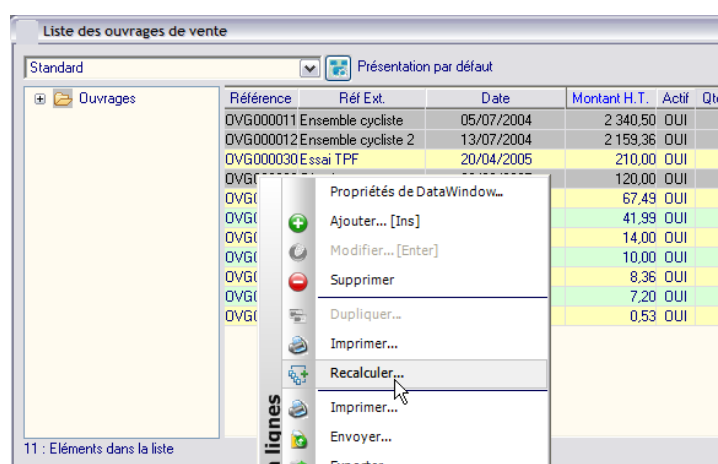 Liste des ouvrages de vente
Standard
Présentation par défaut
Ouvrages
Référence Réf Ext. Date Montant H.T. Actif
OVG000011 Ensemble cycliste 05/07/2004 2 340,50 OUI
OVG000012 Ensemble cycliste 2 13/07/2004 2 159,36 OUI
OVG000030 Essai TPF 20/04/2005 210,00 OUI
120,00 OUI
67,49 OUI
41,99 OUI
14,00 OUI
10,00 OUI
8,36 OUI
7,20 OUI
0,53 OUI
Propriétés de DataWindow...
Ajouter... [Ins]
Modifier... [Enter]
Supprimer
Dupliquer...
Imprimer...
Recalculer...
Imprimer...
Envoyer...
Exporter
lignes
11 : Eléments dans la liste